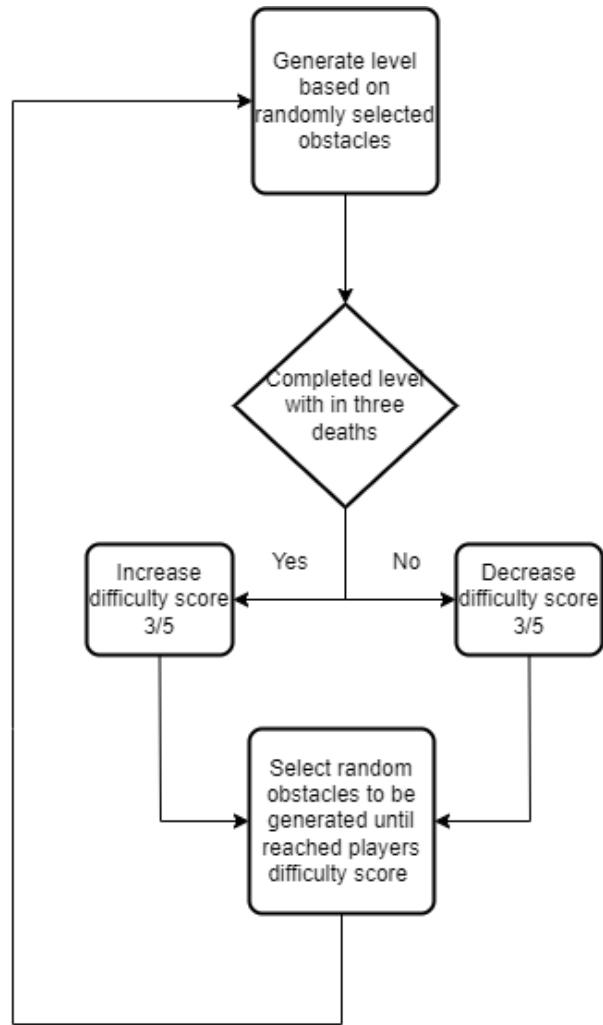 Generate level
based on
randomly selected
obstacles
Completed level
with in three
deaths
Yes
No
Increase
difficulty score
3/5
Decrease
difficulty score
3/5
Select random
obstacles to be
generated until
reached players
difficulty score